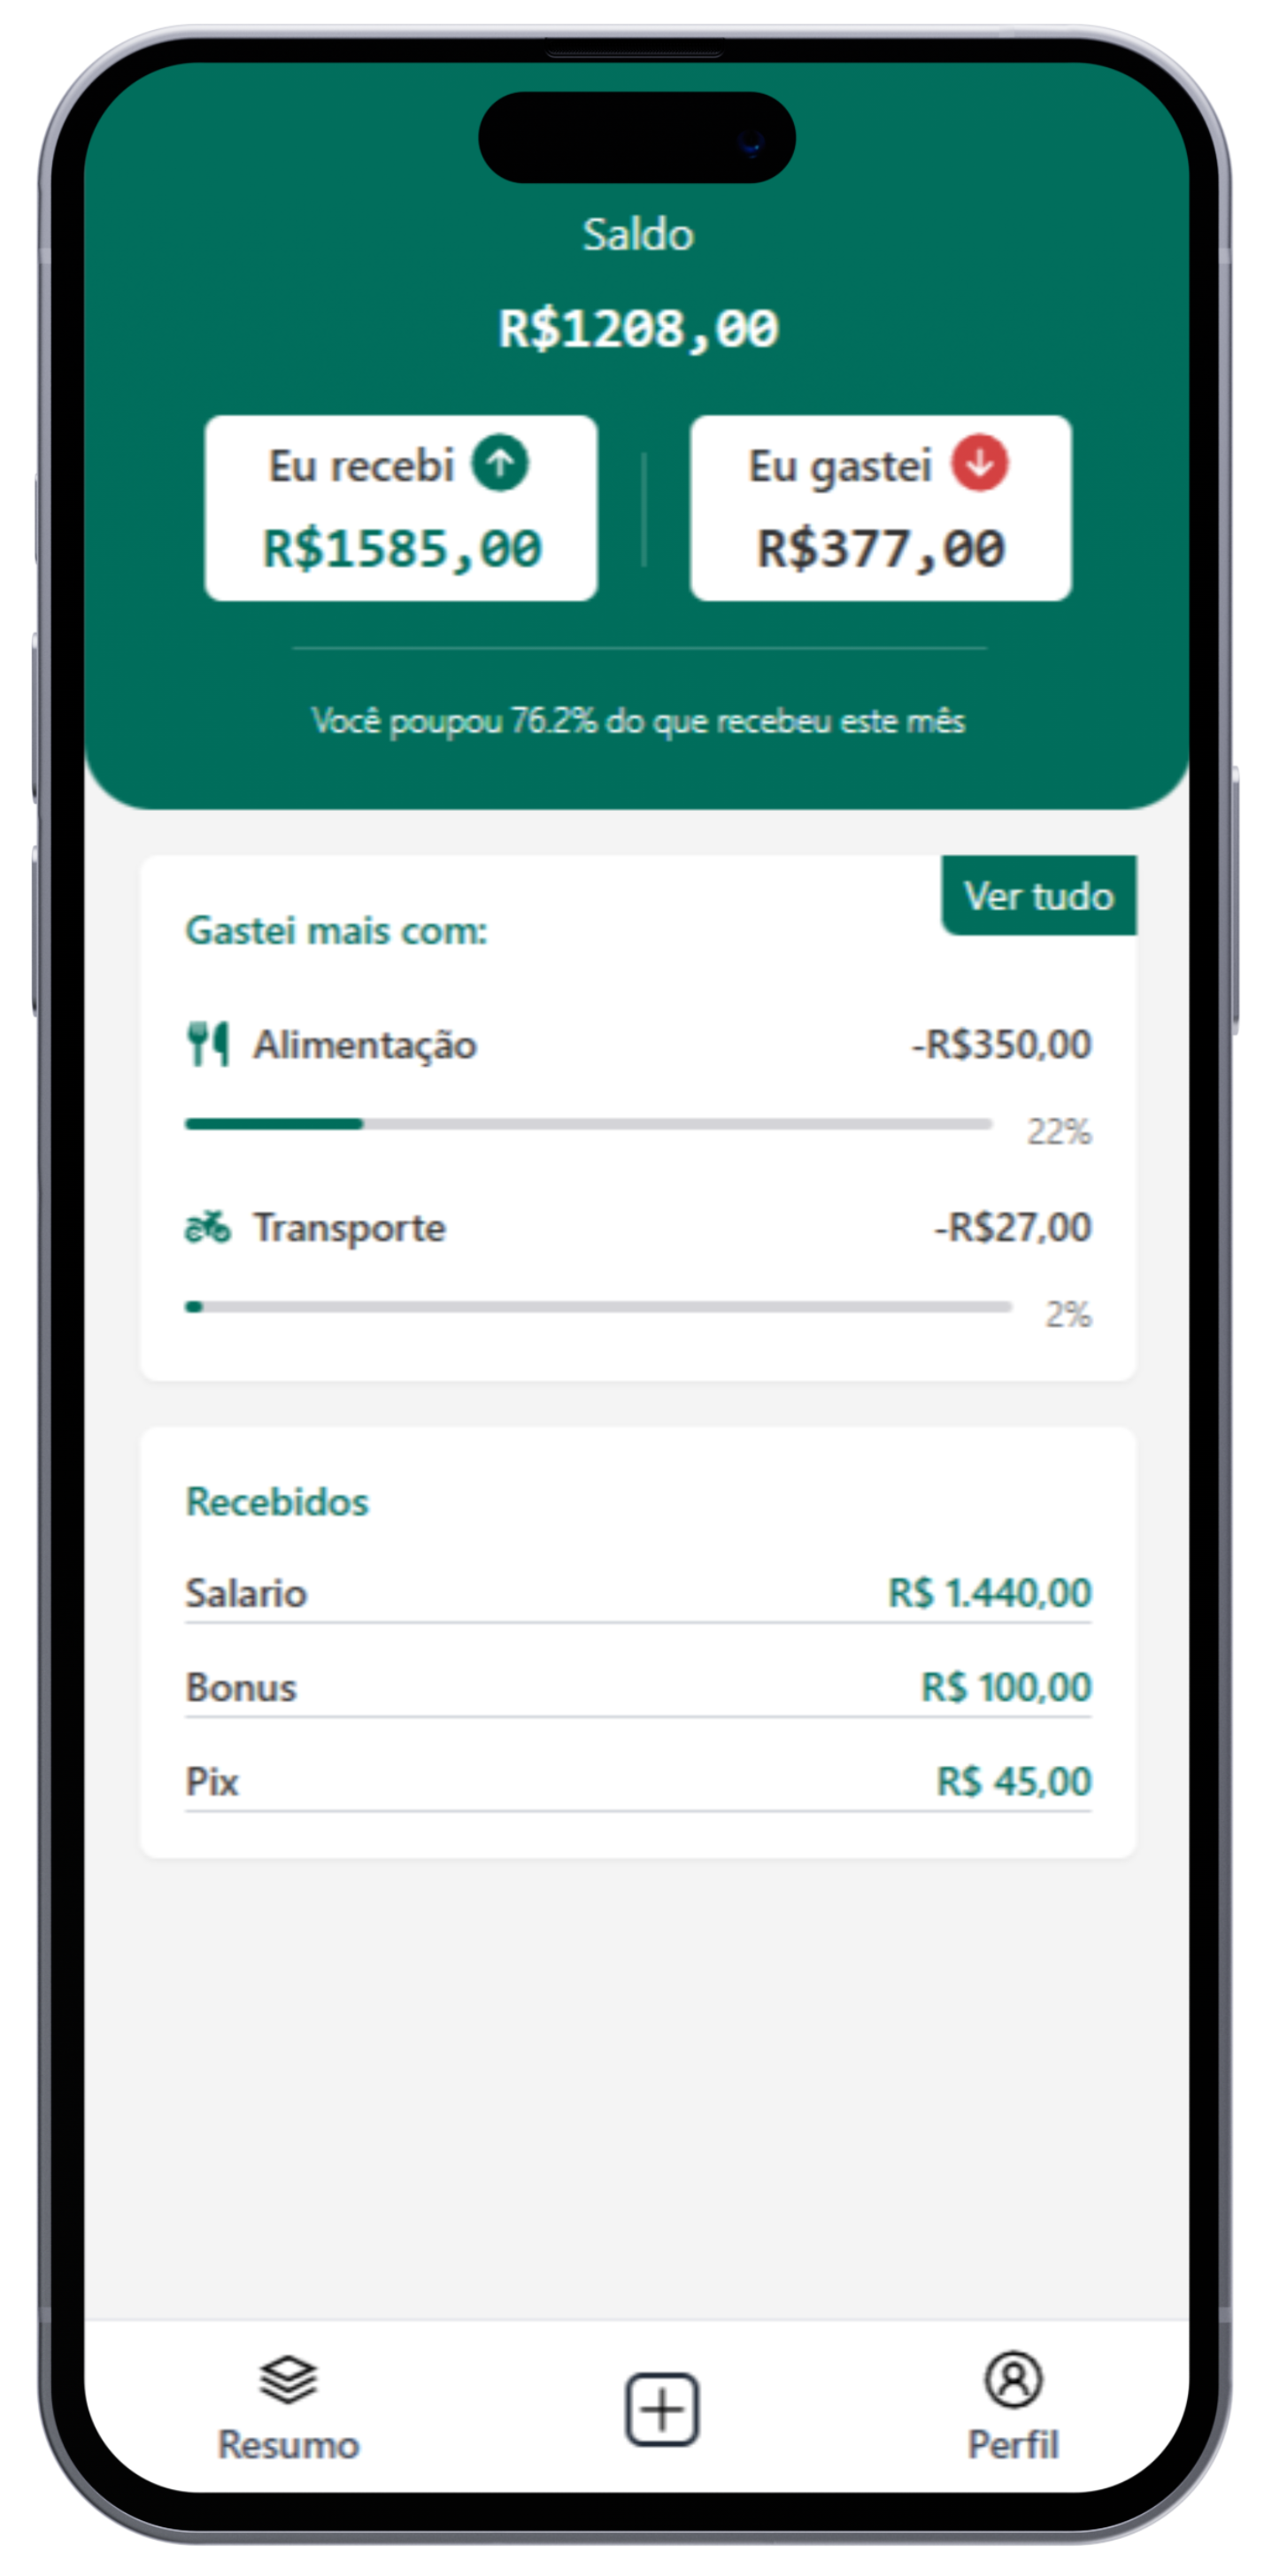 Saldo
R$1208,00
Eu recebi
Eu gastei
R$1585,00
R$377,00
Você poupou 76.2% do que recebeu este mês
Ver tudo
Gastei mais com:
Alimentação -R$350,00
22%
Transporte -R$27,00
2%
Recebidos
Salario R$ 1.440,00
Bonus R$ 100,00
Pix R$ 45,00
Resumo
Perfil